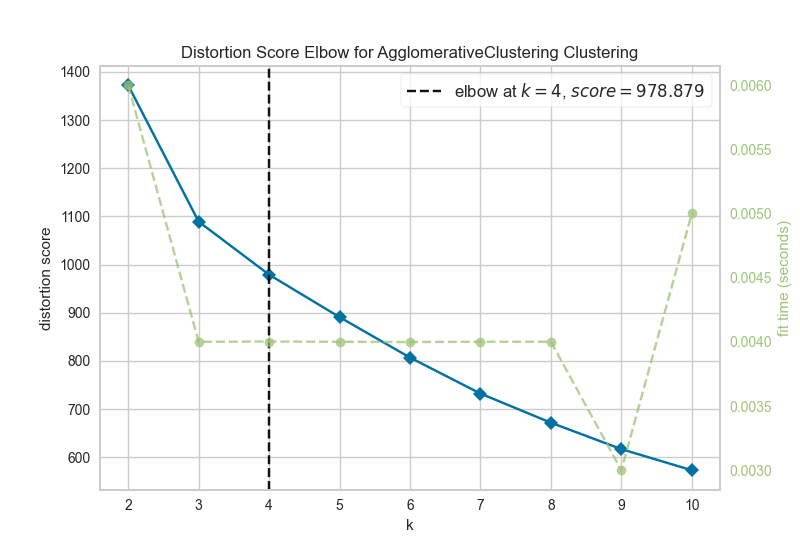 Distortion Score Elbow for AgglomerativeClustering Clustering
elbow at k = 4, score = 978.879
distortion score
1400
1300
1200
1100
1000
900
800
700
600
2 3 4 5 6 7 8 9 10
k
0.0060
0.0055
0.0050
0.0045
0.0040
0.0035
0.0030
fit time (seconds)